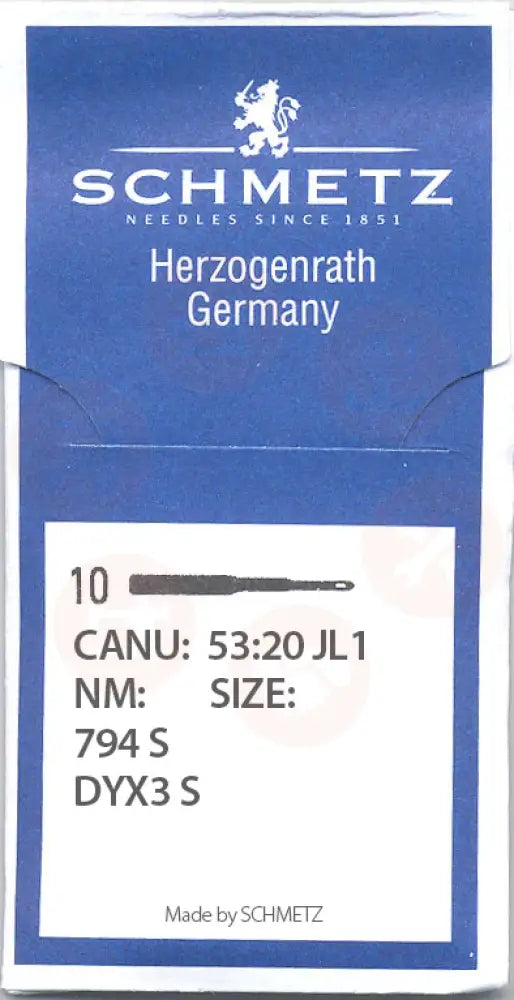 SCHMETZ
NEEDLES SINCE 1851
Herzogenrath
Germany
10
CANU: 53:20 JL1
NM: SIZE:
794 S
DYX3 S
Made by SCHMETZ